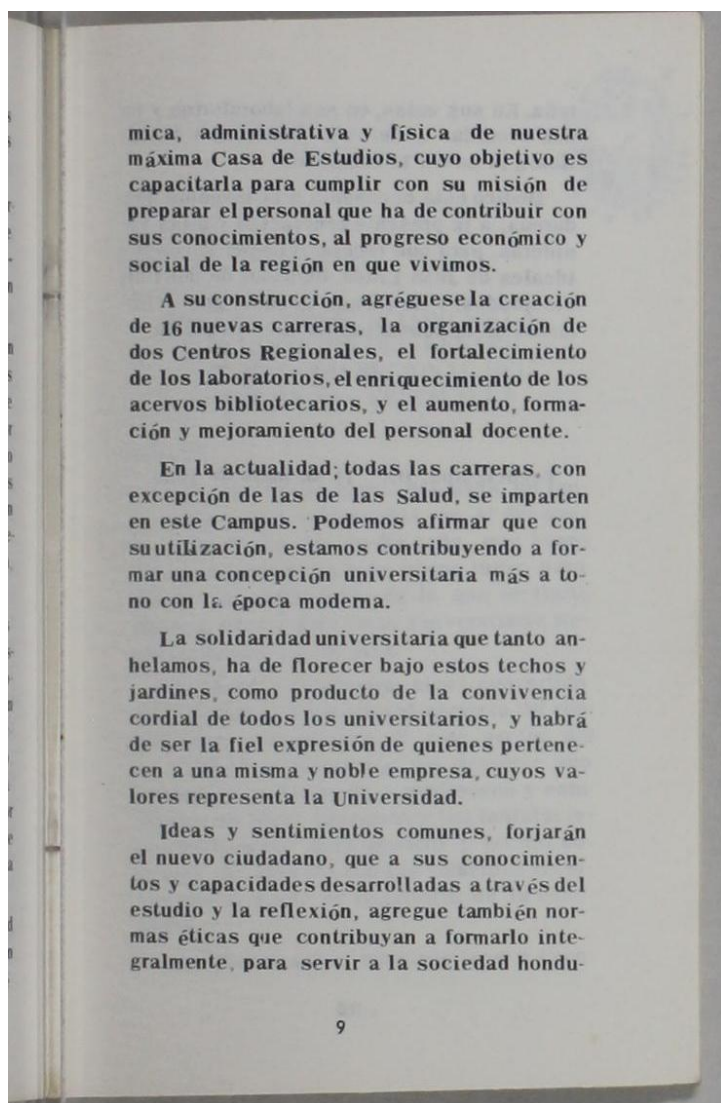 mica, administrativa y física de nuestra
máxima Casa de Estudios, cuyo objetivo es
capacitarla para cumplir con su misión de
preparar el personal que ha de contribuir con
sus conocimientos, al progreso económico y
social de la región en que vivimos.
A su construcción, agréguese la creación
de 16 nuevas carreras, la organización de
dos Centros Regionales, el fortalecimiento
de los laboratorios, el enriquecimiento de los
acervos bibliotecarios, y el aumento, forma-
ción y mejoramiento del personal docente.
En la actualidad; todas las carreras, con
excepción de las de las Salud, se imparten
en este Campus. Podemos afirmar que con
su utilización, estamos contribuyendo a for-
mar una concepción universitaria más a to-
no con la época moderna.
La solidaridad universitaria que tanto an-
helamos, ha de florecer bajo estos techos y
jardines, como producto de la convivencia
cordial de todos los universitarios, y habrá
de ser la fiel expresión de quienes pertene-
cen a una misma y noble empresa, cuyos va-
lores representa la Universidad.
Ideas y sentimientos comunes, forjarán
el nuevo ciudadano, que a sus conocimien-
tos y capacidades desarrolladas a través del
estudio y la reflexión, agregue también nor-
mas éticas que contribuyan a formarlo inte-
gralmente, para servir a la sociedad hondu-
9